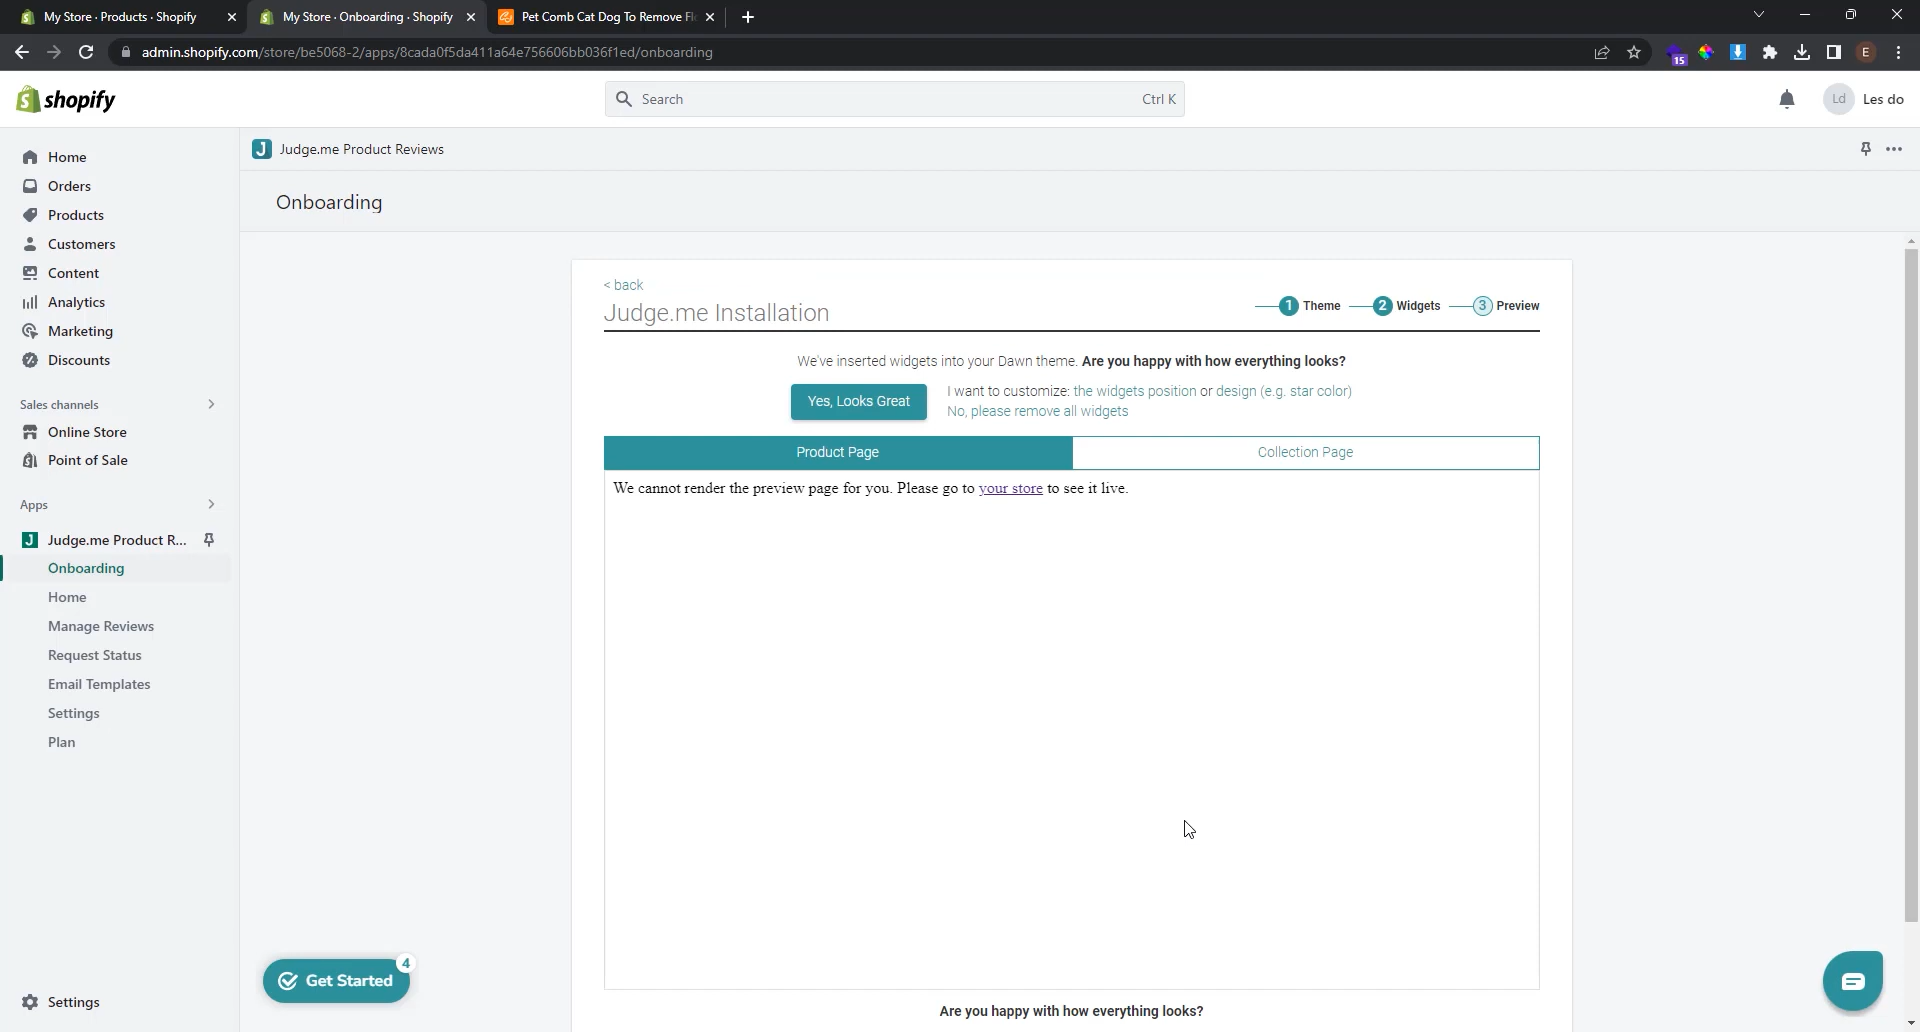 My Store · Products · Shopify
My Store · Onboarding · Shopify
Pet Comb Cat Dog To Remove Fl
admin.shopify.com/store/be5068-2/apps/8cada0f5da411a64e756606bb036f1ed/onboarding
15
E
shopify
Search
Ctrl K
Ld
Les do
Home
Orders
Products
Customers
Content
Analytics
Marketing
Discounts
Sales channels
Online Store
Point of Sale
Apps
J Judge.me Product R...
Onboarding
Home
Manage Reviews
Request Status
Email Templates
Settings
Plan
Settings
J Judge.me Product Reviews
Onboarding
< back
Judge.me Installation
1 Theme 2 Widgets 3 Preview
We've inserted widgets into your Dawn theme. Are you happy with how everything looks?
Yes, Looks Great
I want to customize: the widgets position or design (e.g. star color)
No, please remove all widgets
Product Page
Collection Page
We cannot render the preview page for you. Please go to your store to see it live.
Get Started
4
Are you happy with how everything looks?